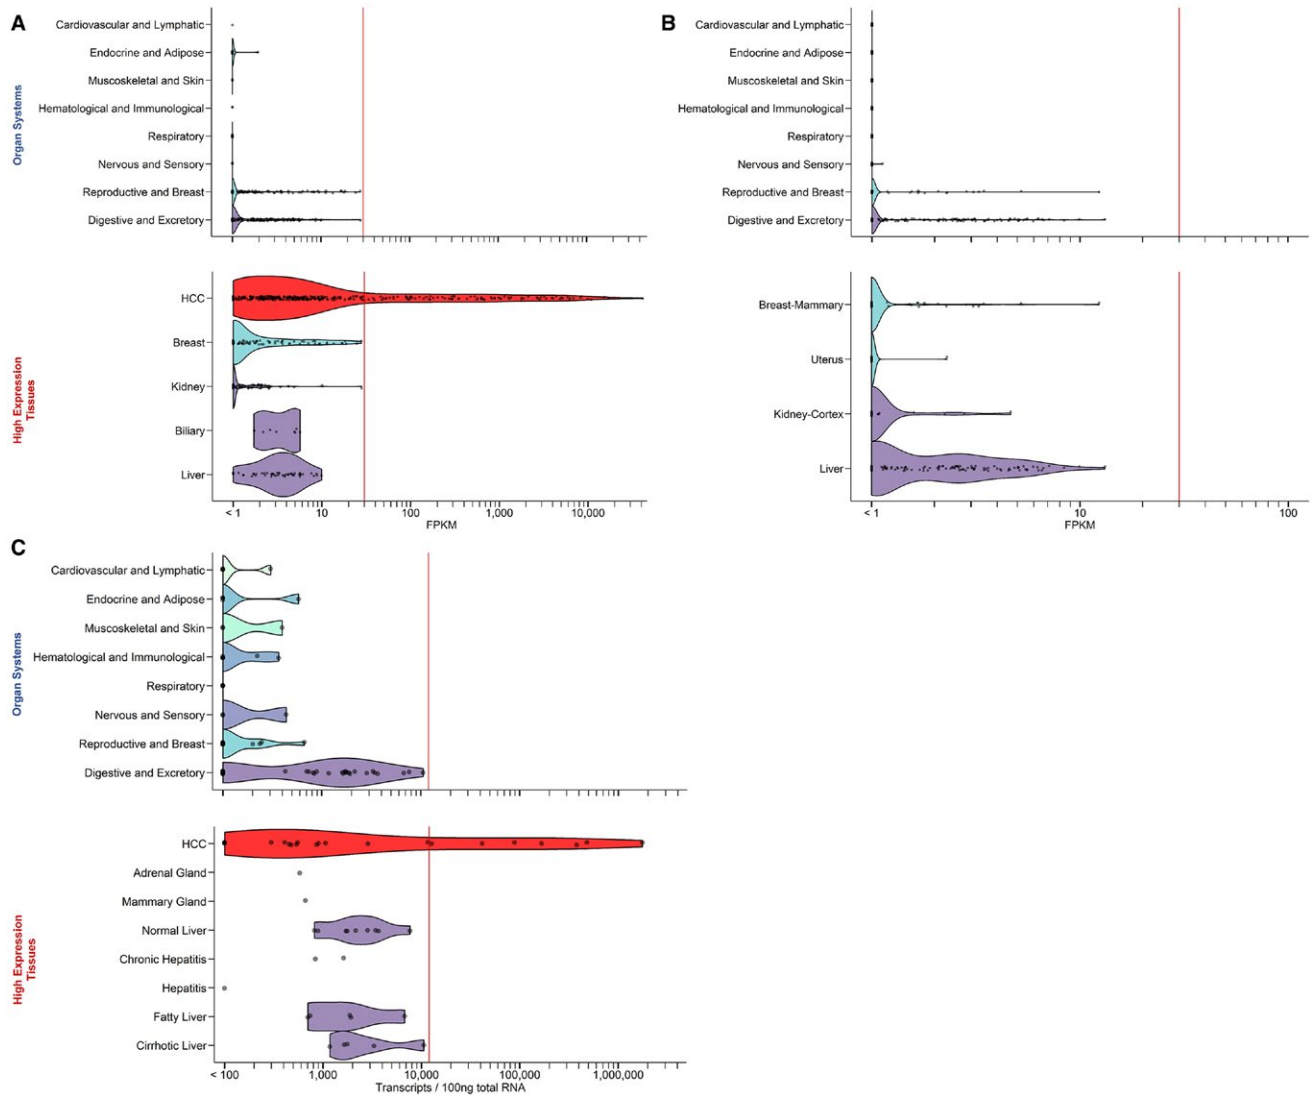 A
Organ Systems
Cardiovascular and Lymphatic
Endocrine and Adipose
Muscoskeletal and Skin
Hematological and Immunological
Respiratory
Nervous and Sensory
Reproductive and Breast
Digestive and Excretory
High Expression
Tissues
HCC
Breast
Kidney
Biliary
Liver
< 1
10
100
1,000
10,000
FPKM
B
Cardiovascular and Lymphatic
Endocrine and Adipose
Muscoskeletal and Skin
Hematological and Immunological
Respiratory
Nervous and Sensory
Reproductive and Breast
Digestive and Excretory
Breast-Mammary
Uterus
Kidney-Cortex
Liver
< 1
10
100
FPKM
C
Organ Systems
Cardiovascular and Lymphatic
Endocrine and Adipose
Muscoskeletal and Skin
Hematological and Immunological
Respiratory
Nervous and Sensory
Reproductive and Breast
Digestive and Excretory
High Expression
Tissues
HCC
Adrenal Gland
Mammary Gland
Normal Liver
Chronic Hepatitis
Hepatitis
Fatty Liver
Cirrhotic Liver
< 100
1,000
10,000
100,000
1,000,000
Transcripts / 100ng total RNA